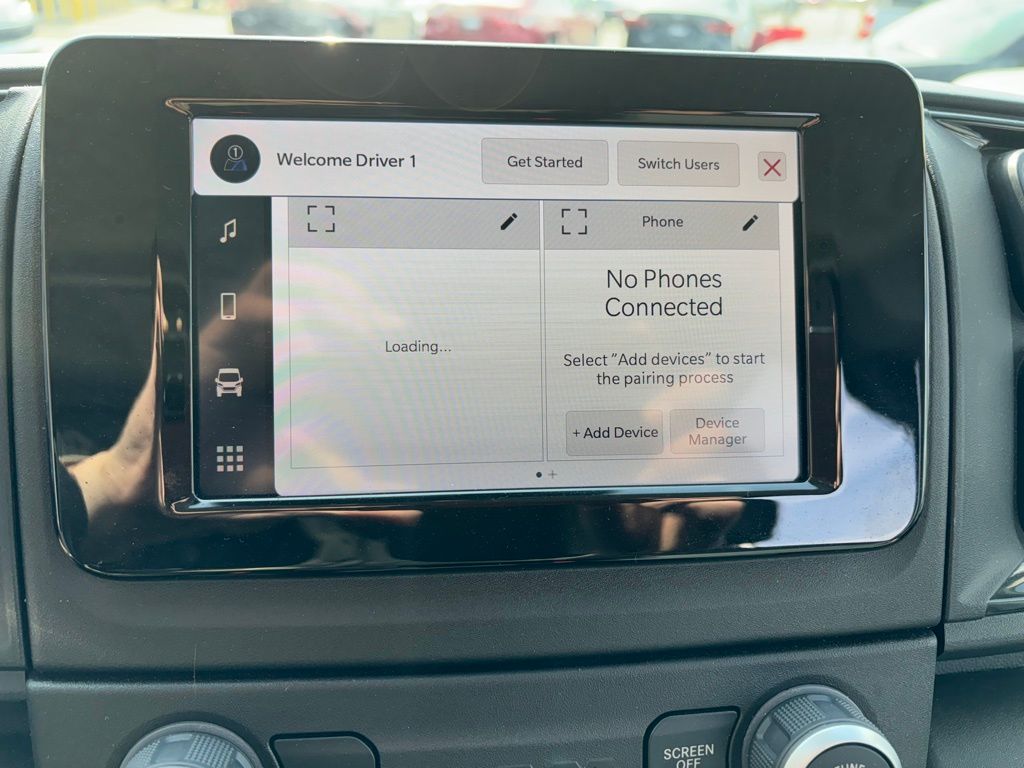 1
Welcome Driver 1
Get Started
Switch Users
Phone
No Phones
Connected
Loading...
Select "Add devices" to start
the pairing process
+ Add Device
Device
Manager
SCREEN
OFF